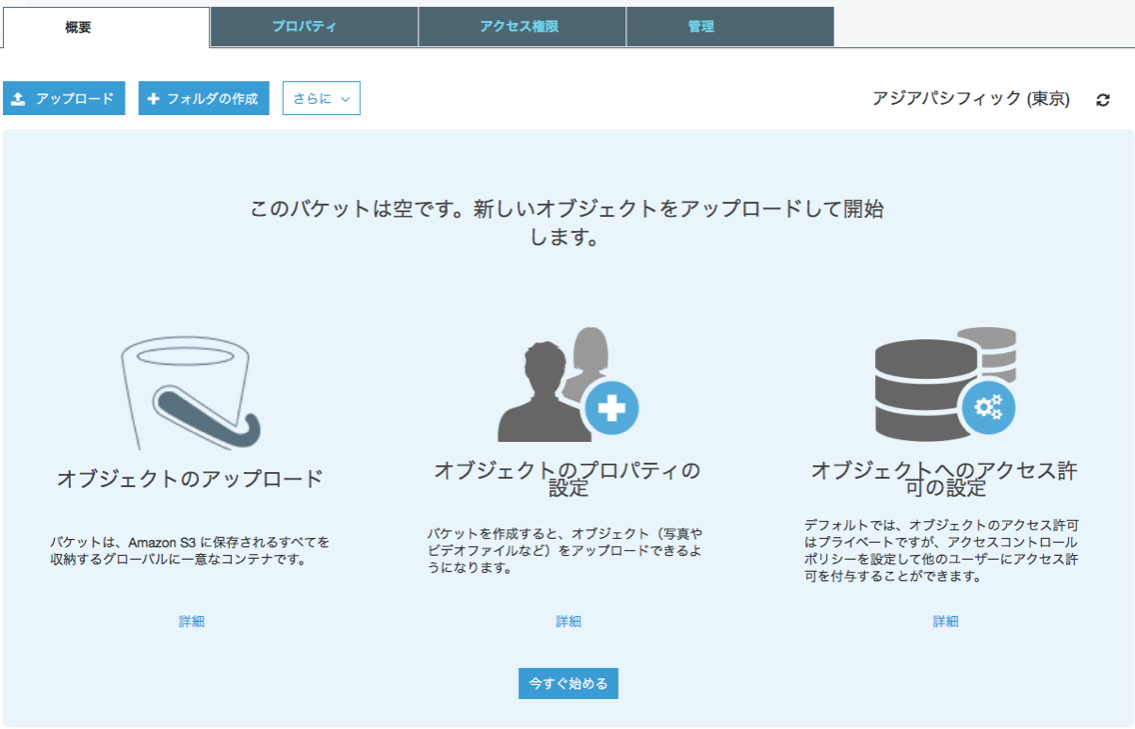 概要
プロパティ
アクセス権限
管理
アップロード
フォルダの作成
さらに
アジアパシフィック (東京)
このバケットは空です。新しいオブジェクトをアップロードして開始
します。
オブジェクトのアップロード
バケットは、Amazon S3 に保存されるすべてを
収納するグローバルに一意なコンテナです。
詳細
オブジェクトのプロパティの
設定
バケットを作成すると、オブジェクト（写真や
ビデオファイルなど）をアップロードできるよ
うになります。
詳細
オブジェクトへのアクセス許
可の設定
デフォルトでは、オブジェクトのアクセス許可
はプライベートですが、アクセスコントロール
ポリシーを設定して他のユーザーにアクセス許
可を付与することができます。
詳細
今すぐ始める